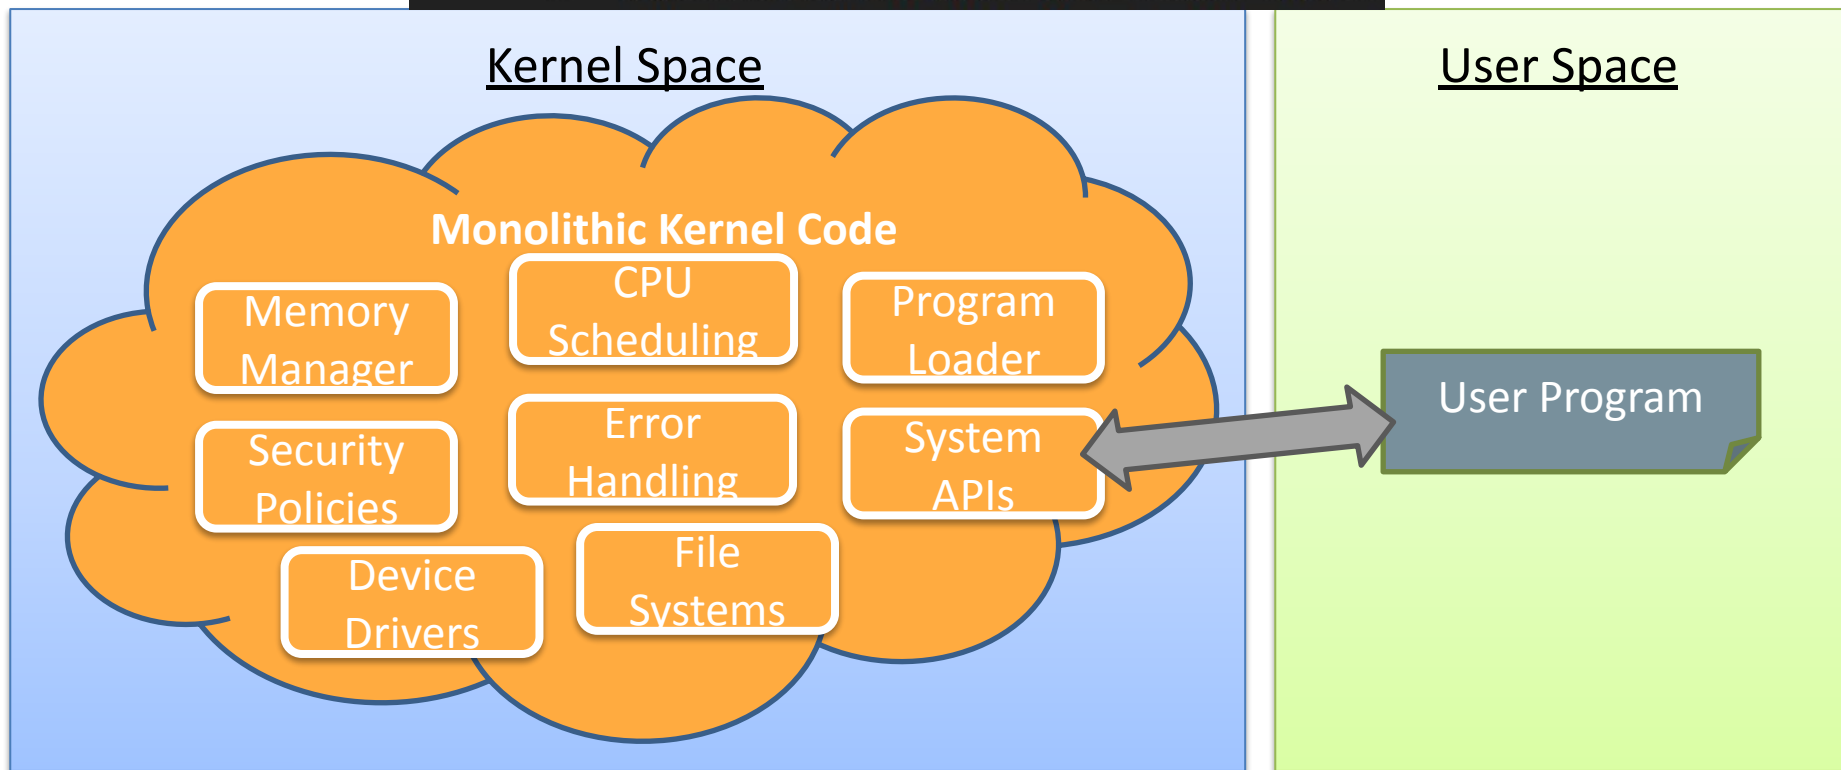 Kernel Space
User Space
Monolithic Kernel Code
Memory
Manager
CPU
Scheduling
Program
Loader
Security
Policies
Error
Handling
System
APIs
User Program
Device
Drivers
File
Systems